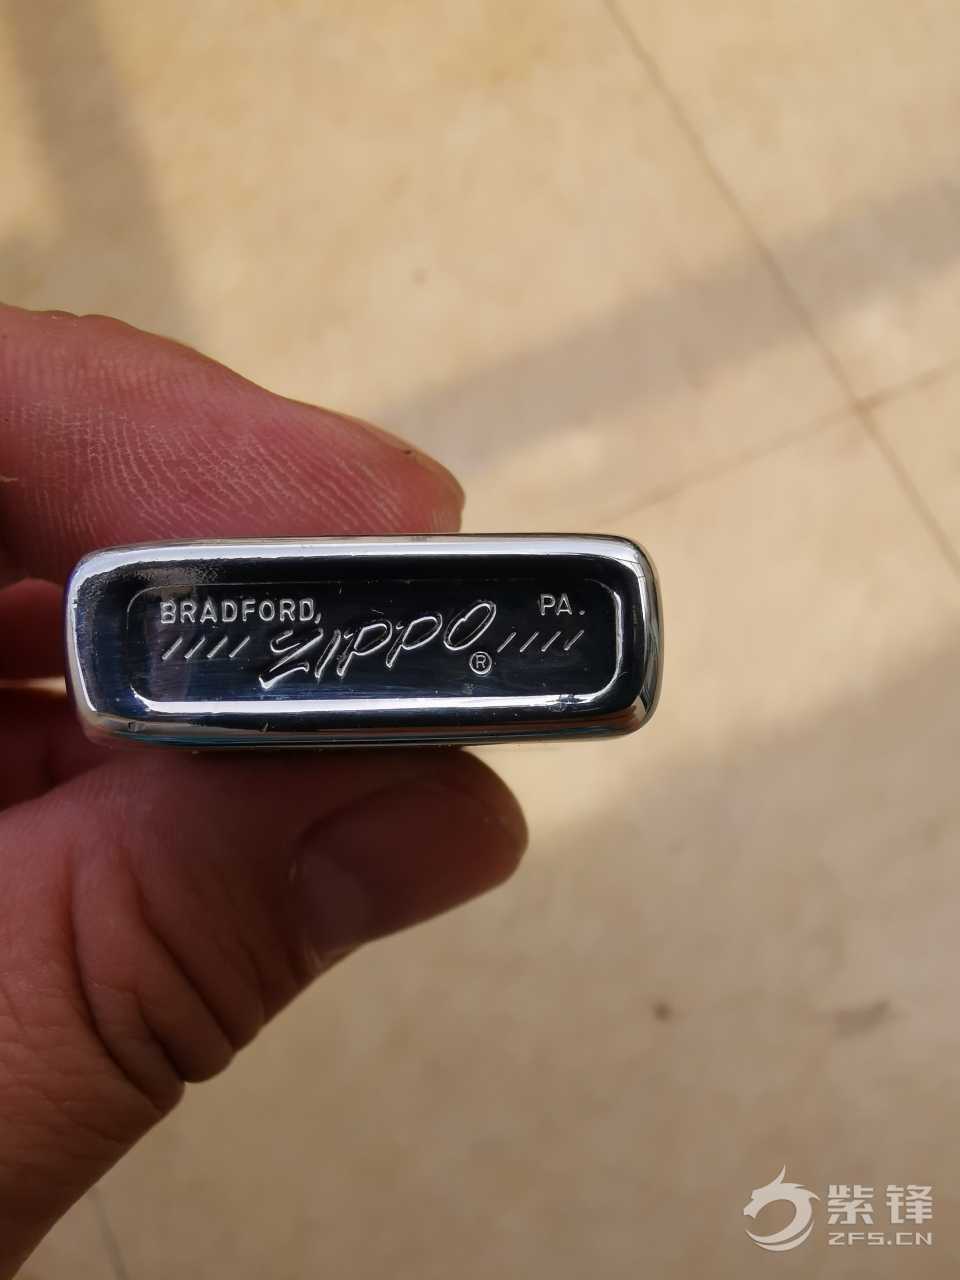 BRADFORD, PA.
//// Zippo® ////
紫锋
ZFS.CN